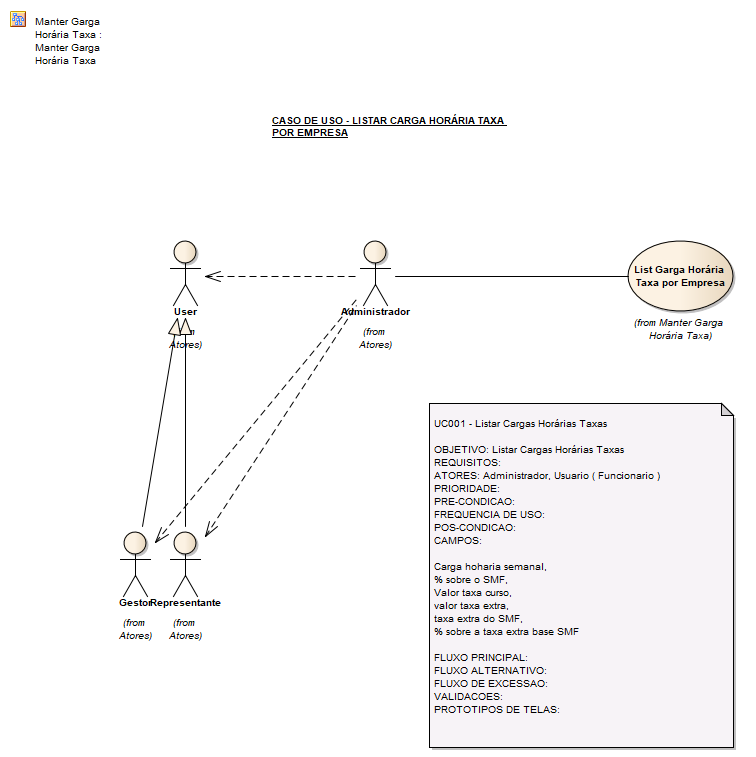 Manter Garga
Horária Taxa :
Manter Garga
Horária Taxa
CASO DE USO - LISTAR CARGA HORÁRIA TAXA
POR EMPRESA
User
Atores)
Administrador
(from
Atores)
List Garga Horária
Taxa por Empresa
(from Manter Garga
Horária Taxa)
Gestor
(from
Atores)
Representante
(from
Atores)
UC001 - Listar Cargas Horárias Taxas
OBJETIVO: Listar Cargas Horárias Taxas
REQUISITOS:
ATORES: Administrador, Usuario ( Funcionario )
PRIORIDADE:
PRE-CONDICAO:
FREQUENCIA DE USO:
POS-CONDICAO:
CAMPOS:
Carga hoharia semanal,
% sobre o SMF,
Valor taxa curso,
valor taxa extra,
taxa extra do SMF,
% sobre a taxa extra base SMF
FLUXO PRINCIPAL:
FLUXO ALTERNATIVO:
FLUXO DE EXCESSAO:
VALIDACOES:
PROTOTIPOS DE TELAS: